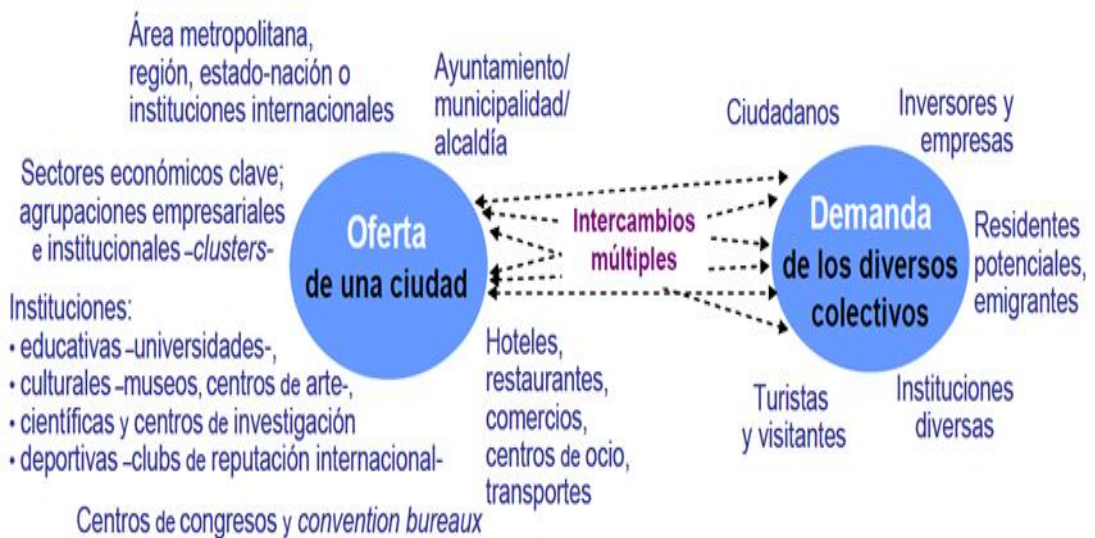 Área metropolitana,
región, estado-nación o
instituciones internacionales
Ayuntamiento/
municipalidad/
alcaldía
Sectores económicos clave;
agrupaciones empresariales
e institucionales –clusters-
Instituciones:
• educativas –universidades-,
• culturales –museos, centros de arte-,
• científicas y centros de investigación
• deportivas –clubs de reputación internacional-
Centros de congresos y convention bureaux
Hoteles,
restaurantes,
comercios,
centros de ocio,
transportes
Oferta
de una ciudad
Intercambios
múltiples
Demanda
de los diversos
colectivos
Ciudadanos
Inversores y
empresas
Residentes
potenciales,
emigrantes
Instituciones
diversas
Turistas
y visitantes